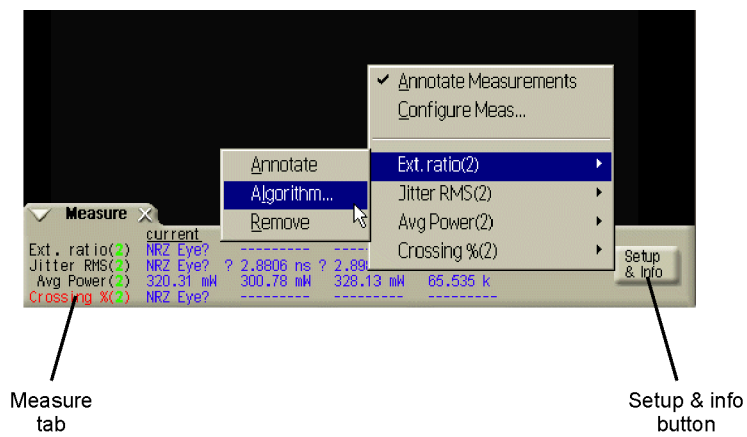 Annotate Measurements
Configure Meas...
Annotate
Algorithm...
Remove
Ext. ratio(2)
Jitter RMS(2)
Avg Power(2)
Crossing %(2)
Measure
current
Ext. ratio(2) NRZ Eye? --------- ----
Jitter RMS(2) NRZ Eye? ? 2.8806 ns ? 2.89
Avg Power(2) 320.31 mW 300.78 mW 328.13 mW 65.535 k
Crossing %(2) NRZ Eye? --------- --------- ---------
Setup
& Info
Measure
tab
Setup & info
button